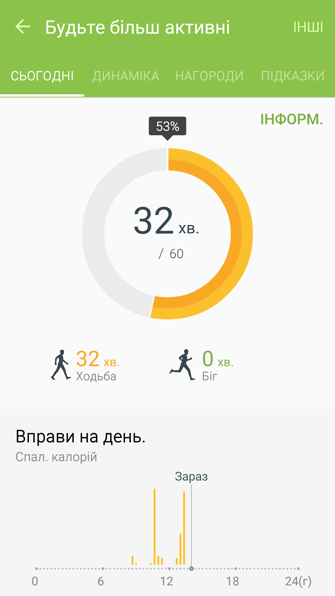 Будьте більш активні ІНШІ
СЬОГОДНІ ДИНАМІКА НАГОРОДИ ПІДКАЗКИ
ІНФОРМ.
53%
32 хв.
/ 60
32 хв. 0 хв.
Ходьба Біг
Вправи на день.
Спал. калорій
Зараз
0 6 12 18 24(г)